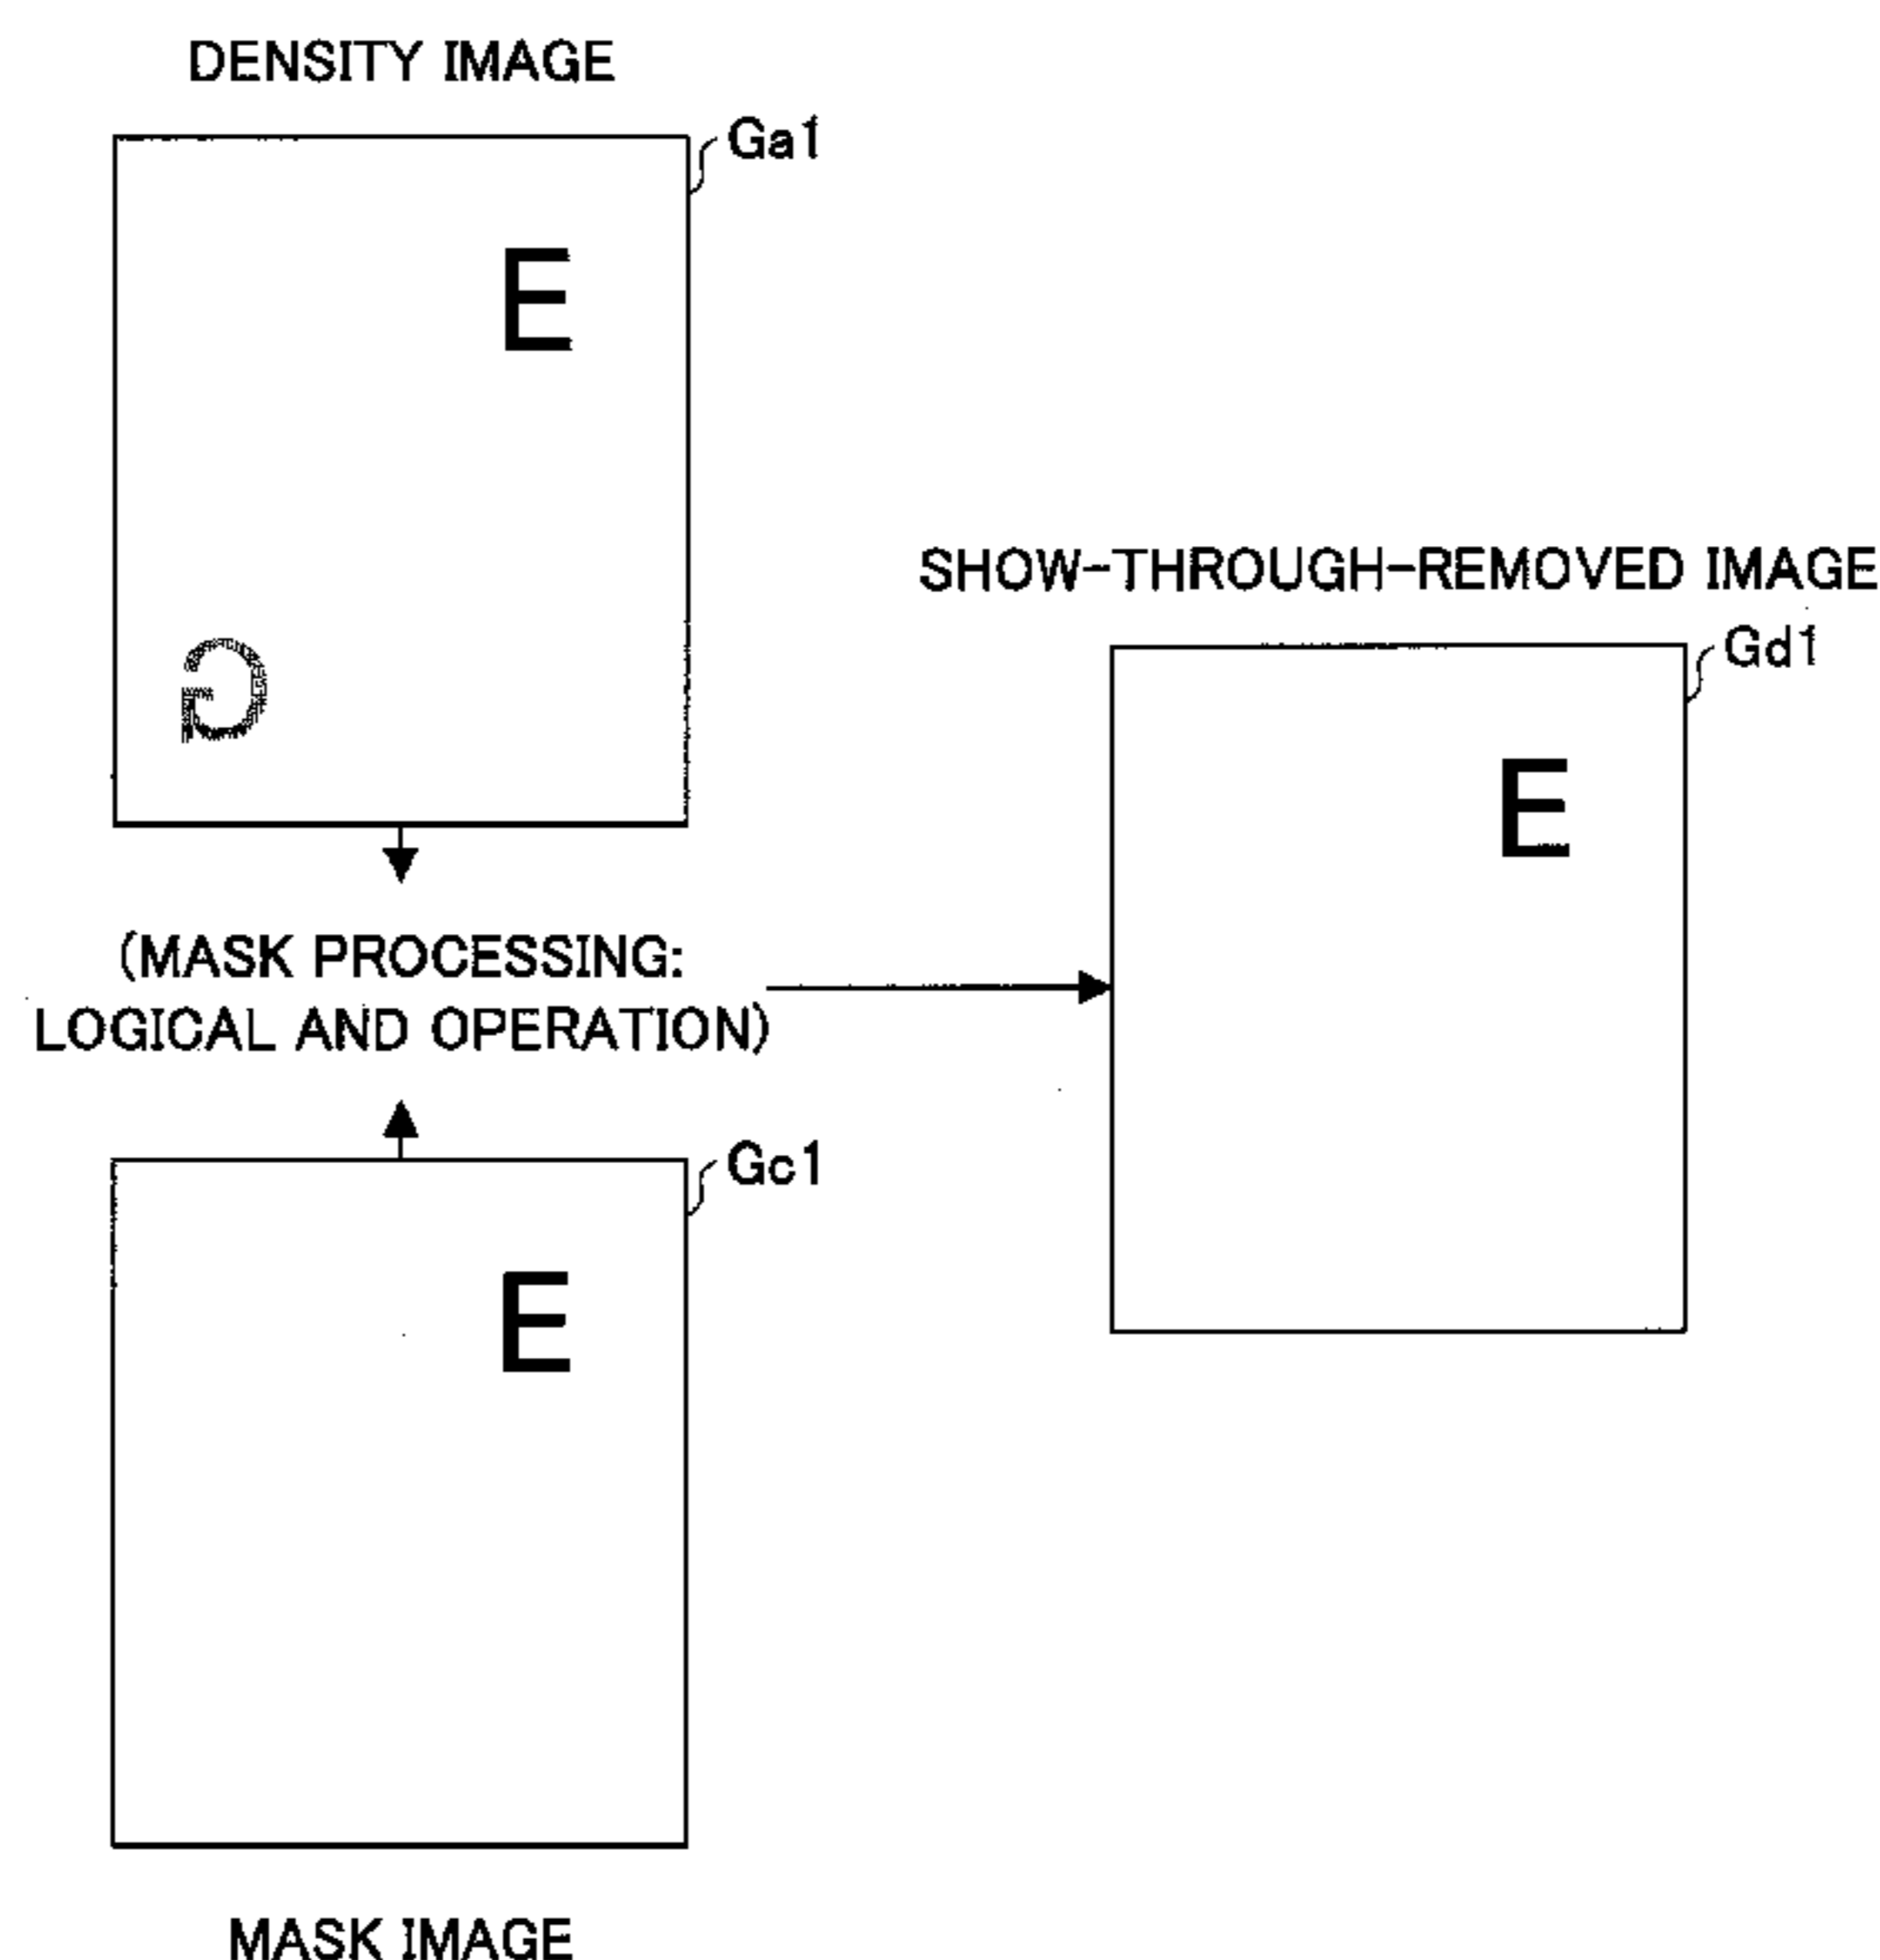 DENSITY IMAGE
Ga1
E
G
(MASK PROCESSING:
LOGICAL AND OPERATION)
SHOW-THROUGH-REMOVED IMAGE
Gd1
E
Gc1
E
MASK IMAGE